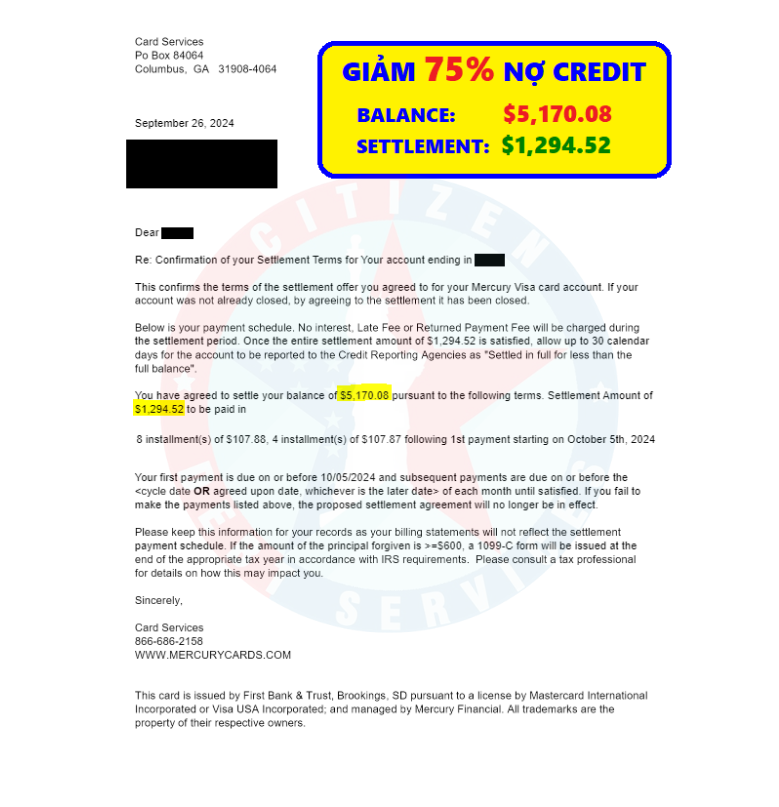 Card Services
Po Box 84064
Columbus, GA 31908-4064
GIẢM 75% NỢ CREDIT
BALANCE: $5,170.08
SETTLEMENT: $1,294.52
September 26, 2024
Dear
Re: Confirmation of your Settlement Terms for Your account ending in
This confirms the terms of the settlement offer you agreed to for your Mercury Visa card account. If your
account was not already closed, by agreeing to the settlement it has been closed.
Below is your payment schedule. No interest, Late Fee or Returned Payment Fee will be charged during
the settlement period. Once the entire settlement amount of $1,294.52 is satisfied, allow up to 30 calendar
days for the account to be reported to the Credit Reporting Agencies as "Settled in full for less than the
full balance".
You have agreed to settle your balance of $5,170.08 pursuant to the following terms. Settlement Amount of
$1,294.52 to be paid in
8 installment(s) of $107.88, 4 installment(s) of $107.87 following 1st payment starting on October 5th, 2024
Your first payment is due on or before 10/05/2024 and subsequent payments are due on or before the
<cycle date OR agreed upon date, whichever is the later date> of each month until satisfied. If you fail to
make the payments listed above, the proposed settlement agreement will no longer be in effect.
Please keep this information for your records as your billing statements will not reflect the settlement
payment schedule. If the amount of the principal forgiven is >=$600, a 1099-C form will be issued at the
end of the appropriate tax year in accordance with IRS requirements. Please consult a tax professional
for details on how this may impact you.
Sincerely,
Card Services
866-686-2158
WWW.MERCURYCARDS.COM
This card is issued by First Bank & Trust, Brookings, SD pursuant to a license by Mastercard International
Incorporated or Visa USA Incorporated; and managed by Mercury Financial. All trademarks are the
property of their respective owners.
CITIZEN